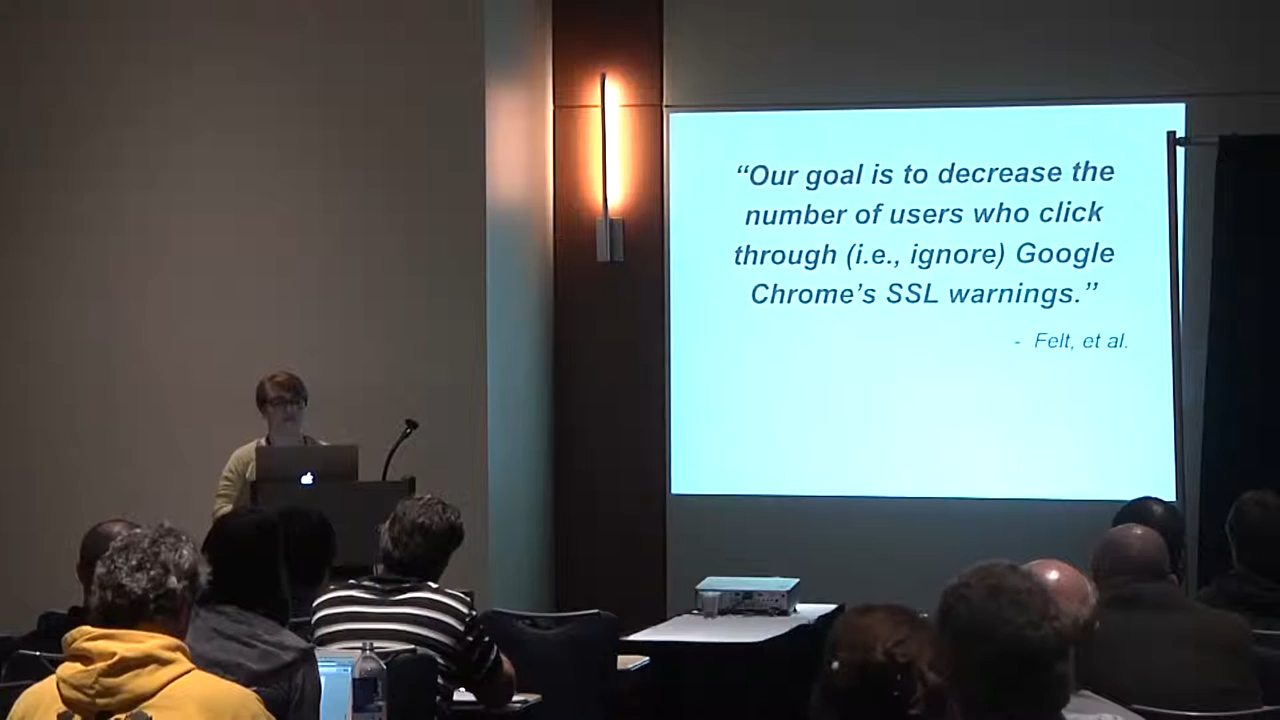 “Our goal is to decrease the
number of users who click
through (i.e., ignore) Google
Chrome’s SSL warnings.”
- Felt, et al.